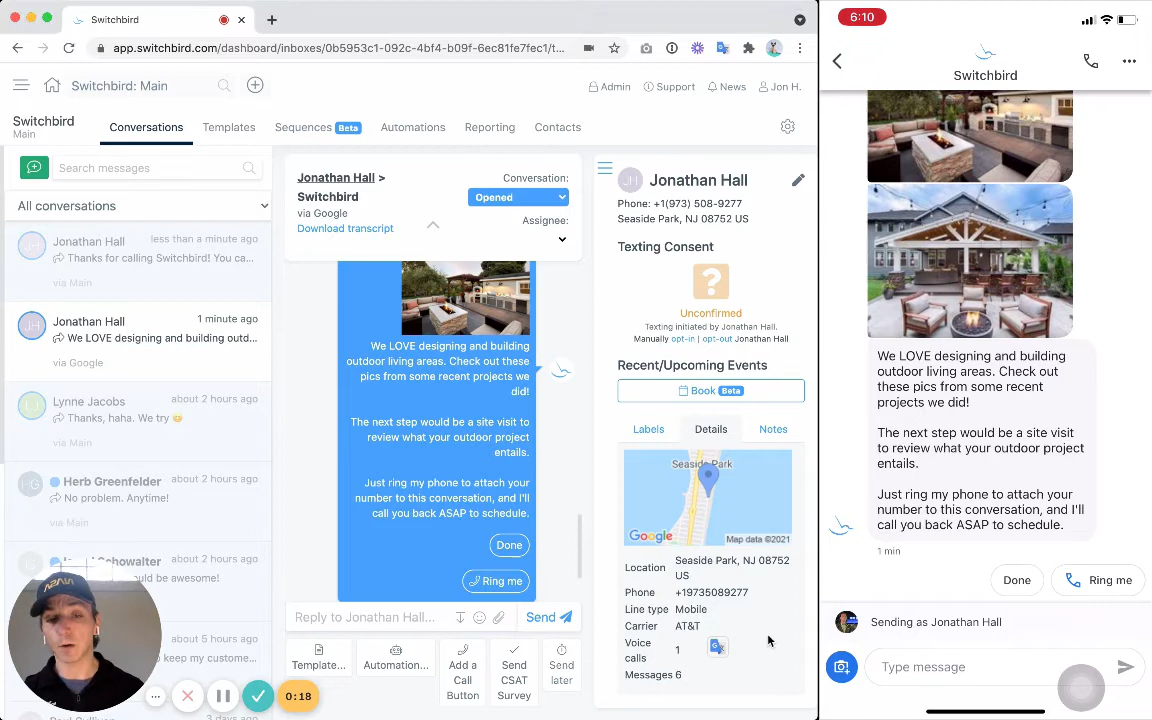 Switchbird
app.switchbird.com/dashboard/inboxes/0b5953c1-092c-4bf4-b09f-6ec81fe7fec1/t...
Switchbird: Main
Admin
Support
News
Jon H.
Switchbird
Main
Conversations
Templates
Sequences Beta
Automations
Reporting
Contacts
Search messages
All conversations
Jonathan Hall less than a minute ago
Thanks for calling Switchbird! You ca...
via Main
Jonathan Hall 1 minute ago
We LOVE designing and building outd...
via Google
LJ
Lynne Jacobs about 2 hours ago
Thanks, haha. We try 😇
via Main
HG
Herb Greenfelder about 2 hours ago
No problem. Anytime!
via Main
Schowalter about 2 hours ago
ould be awesome!
about 5 hours ago
keep my custome...
3 days ago
0:18
Jonathan Hall >
Switchbird
via Google
Download transcript
Conversation:
Opened
Assignee:
We LOVE designing and building
outdoor living areas. Check out these
pics from some recent projects we
did!
The next step would be a site visit to
review what your outdoor project
entails.
Just ring my phone to attach your
number to this conversation, and I'll
call you back ASAP to schedule.
Done
Ring me
Reply to Jonathan Hall...
Send
Template...
Automation...
Add a
Call
Button
Send
CSAT
Survey
Send
later
JH
Jonathan Hall
Phone: +1(973) 508-9277
Seaside Park, NJ 08752 US
Texting Consent
?
Unconfirmed
Texting initiated by Jonathan Hall.
Manually opt-in | opt-out Jonathan Hall
Recent/Upcoming Events
Book Beta
Labels
Details
Notes
Seaside Park
Google
Map data ©2021
Location Seaside Park, NJ 08752
US
Phone +19735089277
Line type Mobile
Carrier AT&T
Voice
calls 1
Messages 6
6:10
Switchbird
We LOVE designing and building
outdoor living areas. Check out
these pics from some recent
projects we did!
The next step would be a site visit
to review what your outdoor project
entails.
Just ring my phone to attach your
number to this conversation, and I'll
call you back ASAP to schedule.
1 min
Done
Ring me
Sending as Jonathan Hall
Type message